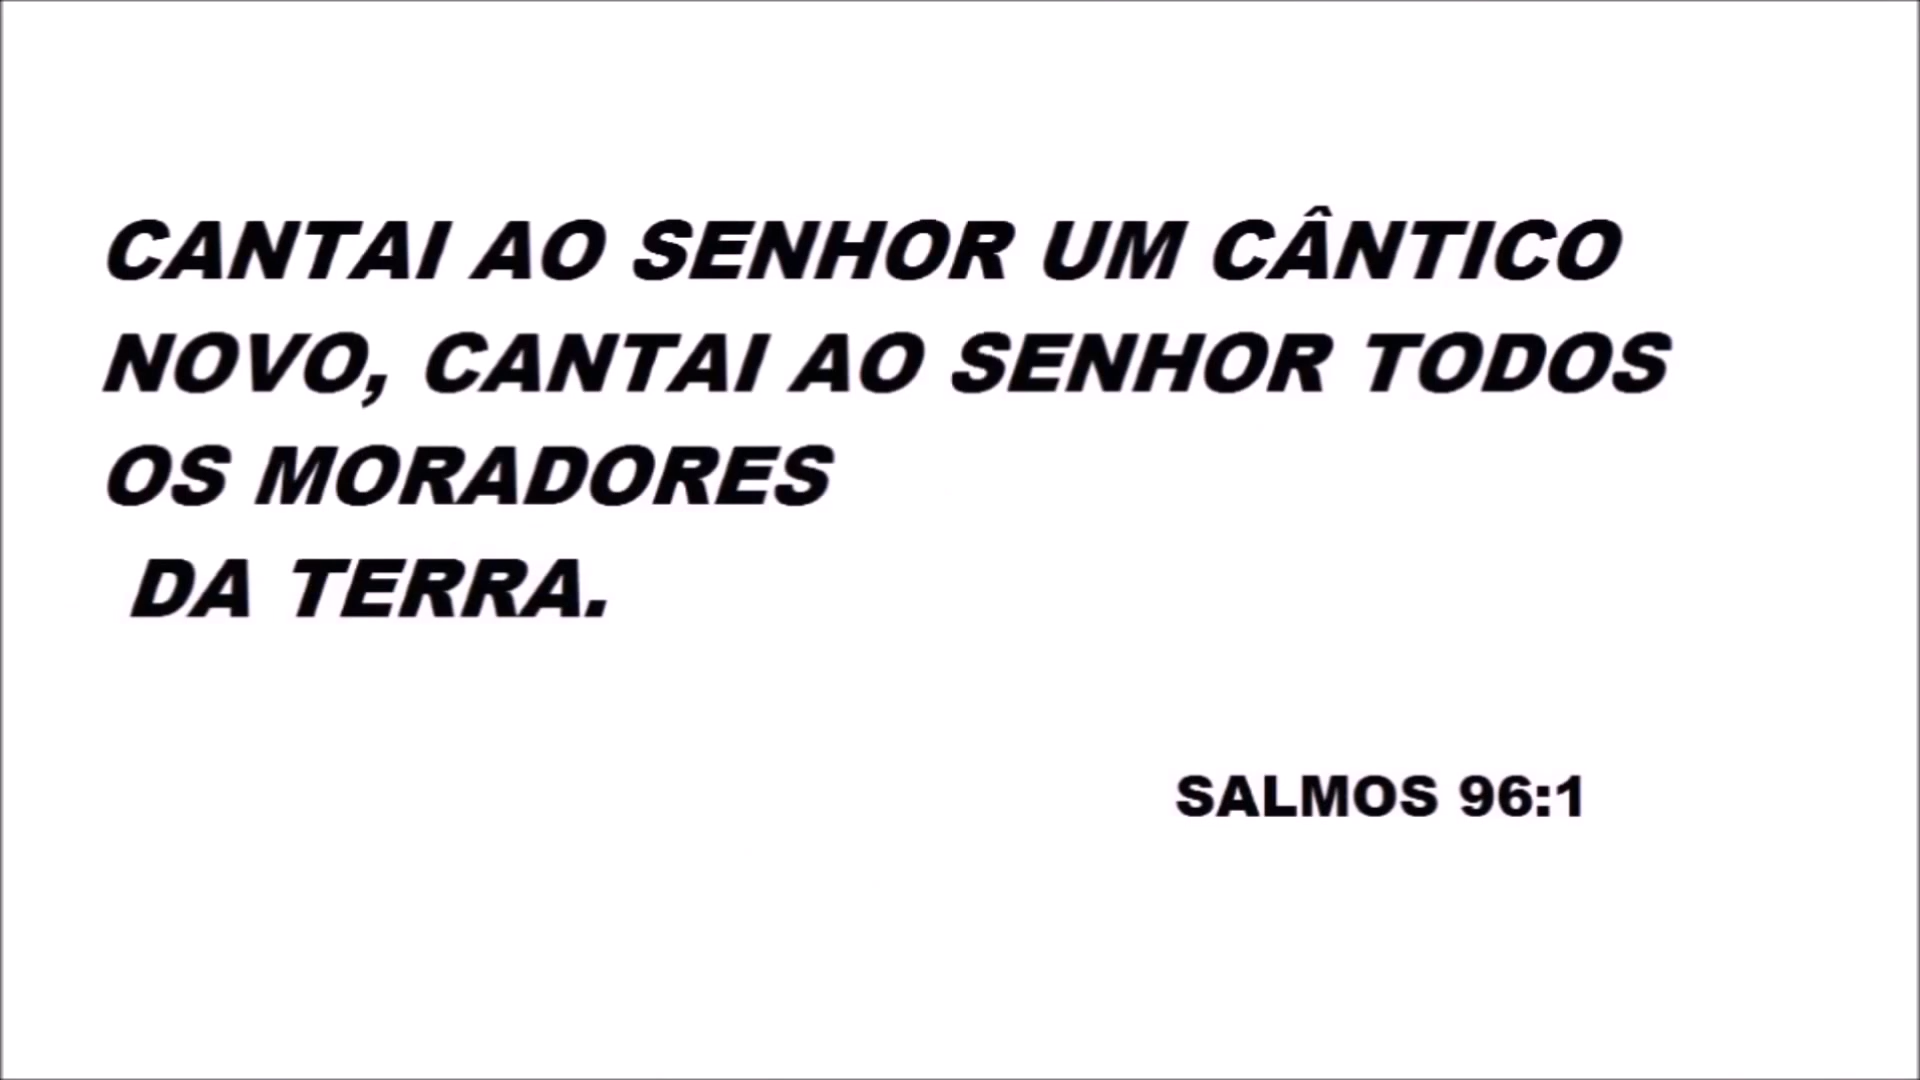 CANTAI AO SENHOR UM CÂNTICO
NOVO, CANTAI AO SENHOR TODOS
OS MORADORES
DA TERRA.
SALMOS 96:1